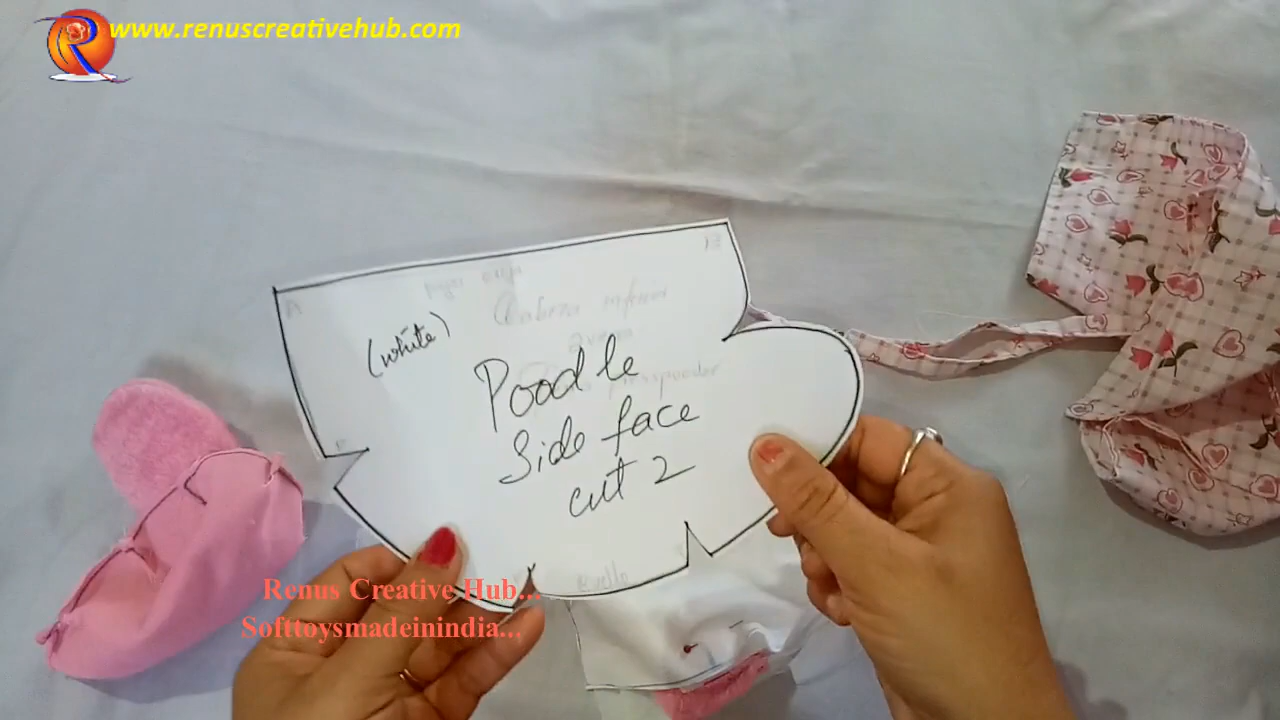 www.renuscreativehub.com
(white)
Poodle
Side face
cut 2
Renus Creative Hub...
Softtoysmadeinindia...